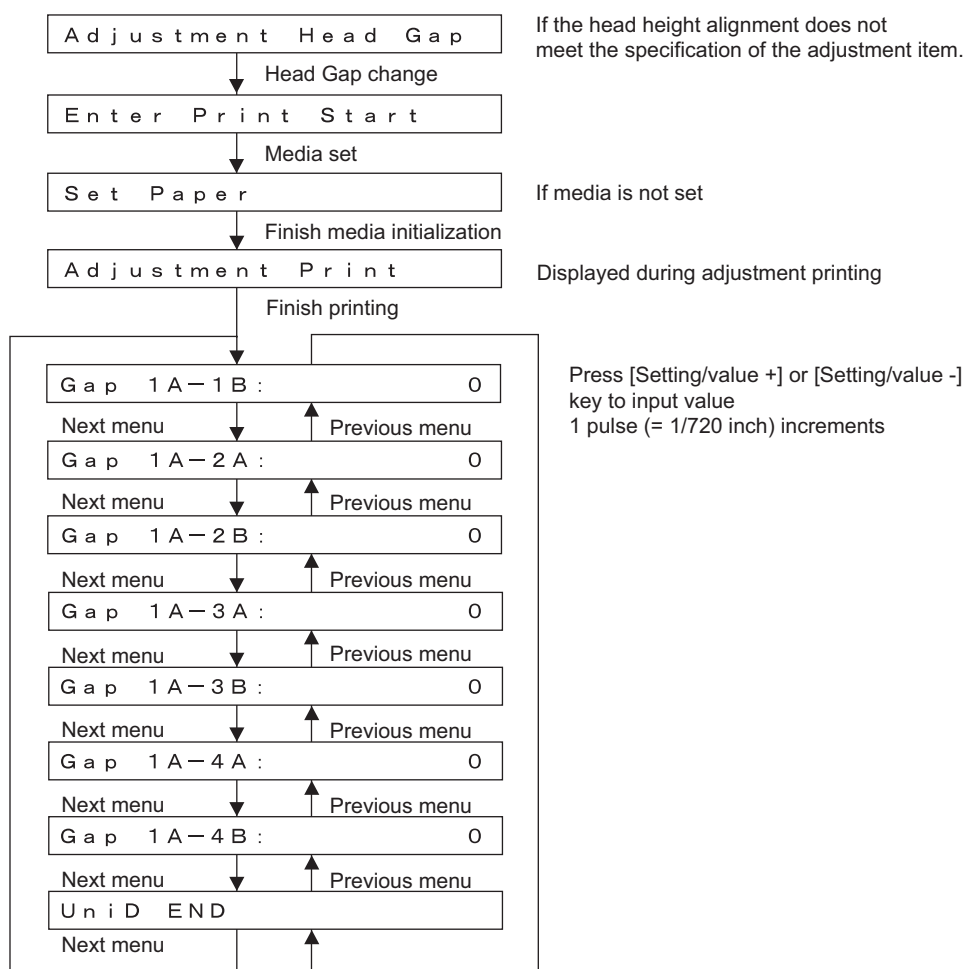 Adjustment Head Gap
If the head height alignment does not
meet the specification of the adjustment item.
Head Gap change
Enter Print Start
Media set
Set Paper
If media is not set
Finish media initialization
Adjustment Print
Displayed during adjustment printing
Finish printing
Gap 1A-1B: 0
Press [Setting/value +] or [Setting/value -]
key to input value
1 pulse (= 1/720 inch) increments
Next menu Previous menu
Gap 1A-2A: 0
Next menu Previous menu
Gap 1A-2B: 0
Next menu Previous menu
Gap 1A-3A: 0
Next menu Previous menu
Gap 1A-3B: 0
Next menu Previous menu
Gap 1A-4A: 0
Next menu Previous menu
Gap 1A-4B: 0
Next menu Previous menu
UniD END
Next menu